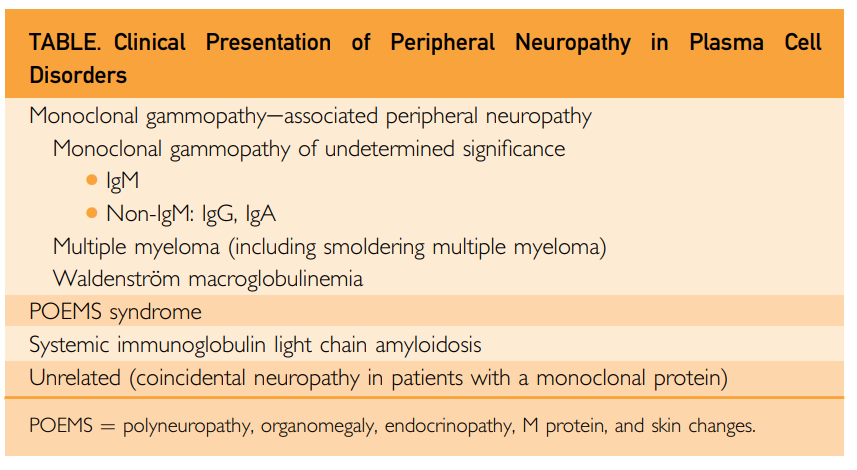 TABLE. Clinical Presentation of Peripheral Neuropathy in Plasma Cell
Disorders
Monoclonal gammopathy—associated peripheral neuropathy
Monoclonal gammopathy of undetermined significance
● IgM
● Non-IgM: IgG, IgA
Multiple myeloma (including smoldering multiple myeloma)
Waldenström macroglobulinemia
POEMS syndrome
Systemic immunoglobulin light chain amyloidosis
Unrelated (coincidental neuropathy in patients with a monoclonal protein)
POEMS = polyneuropathy, organomegaly, endocrinopathy, M protein, and skin changes.